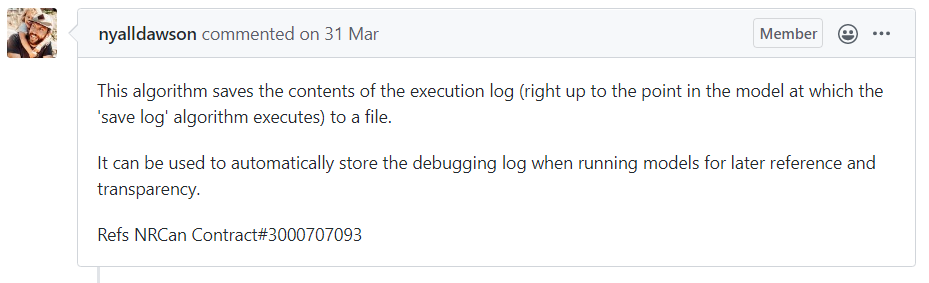 nyalldawson commented on 31 Mar Member
This algorithm saves the contents of the execution log (right up to the point in the model at which the
'save log' algorithm executes) to a file.
It can be used to automatically store the debugging log when running models for later reference and
transparency.
Refs NRCan Contract#3000707093